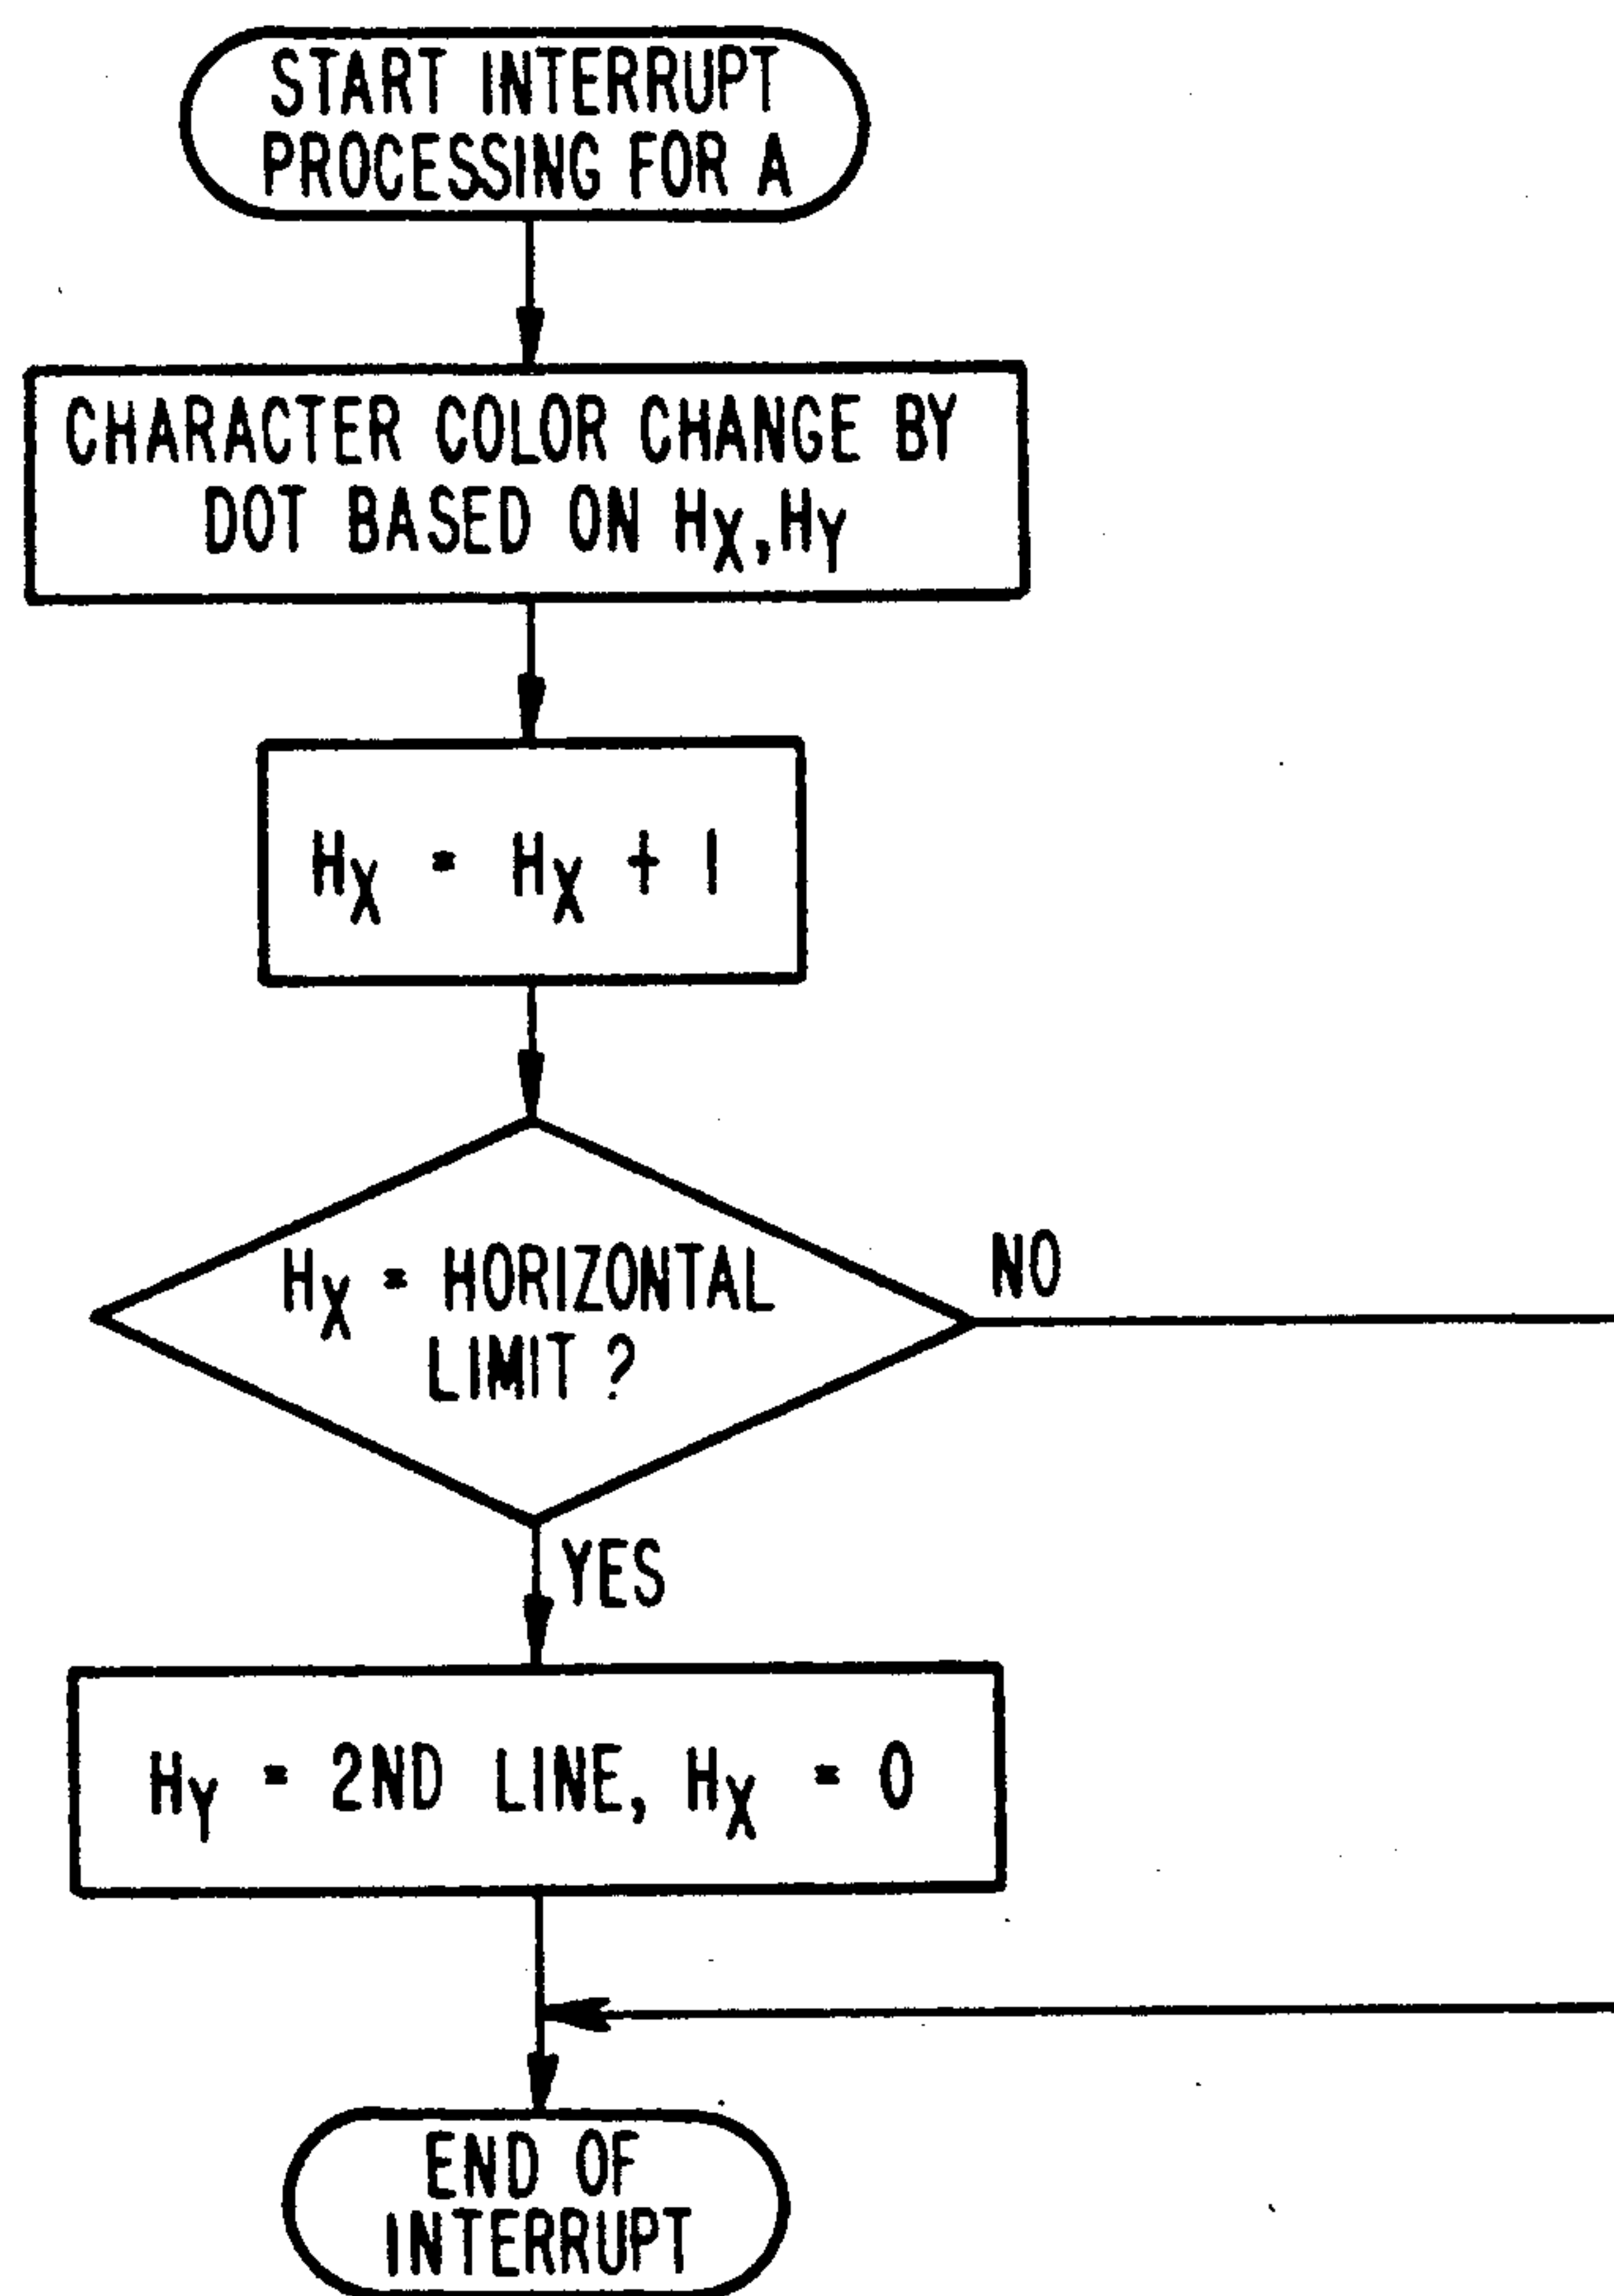 START INTERRUPT
PROCESSING FOR A
CHARACTER COLOR CHANGE BY
DOT BASED ON HX,HY
HX = HX + 1
HX = HORIZONTAL
LIMIT ?
NO
YES
HY = 2ND LINE, HX = 0
END OF
INTERRUPT